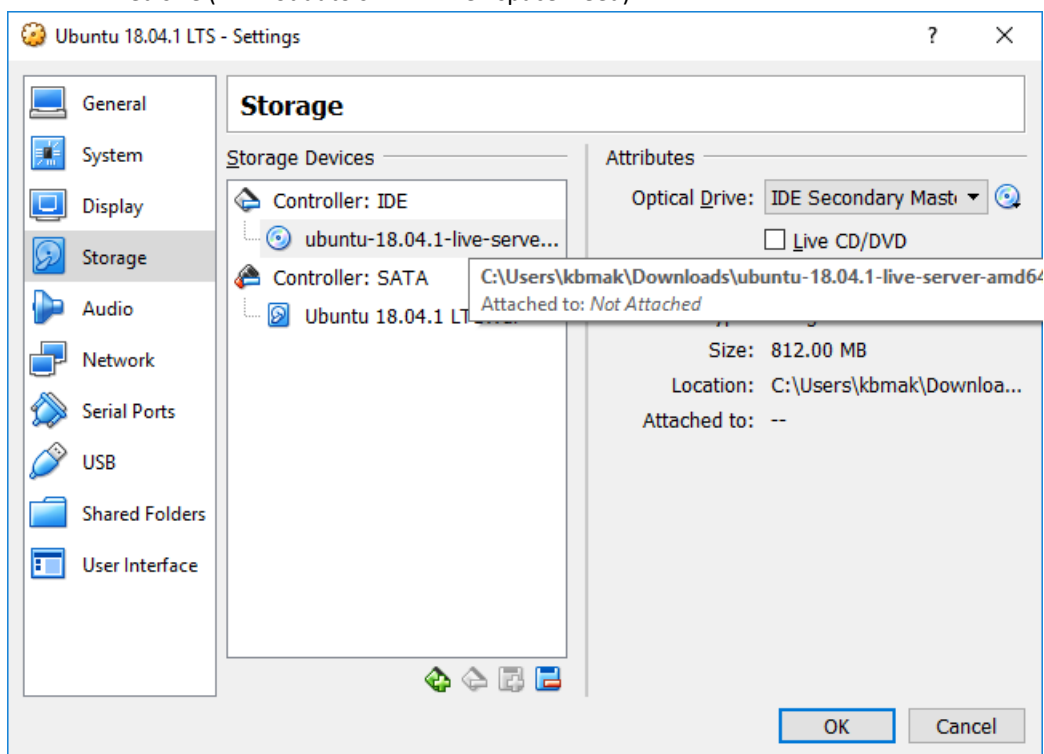 Ubuntu 18.04.1 LTS - Settings ? ×
General
System
Display
Storage
Audio
Network
Serial Ports
USB
Shared Folders
User Interface
Storage
Storage Devices
Controller: IDE
ubuntu-18.04.1-live-serve...
Controller: SATA
Ubuntu 18.04.1 LT
Attributes
Optical Drive: IDE Secondary Mast
Live CD/DVD
C:\Users\kbmak\Downloads\ubuntu-18.04.1-live-server-amd64
Attached to: Not Attached
Size: 812.00 MB
Location: C:\Users\kbmak\Downloa...
Attached to: --
OK Cancel